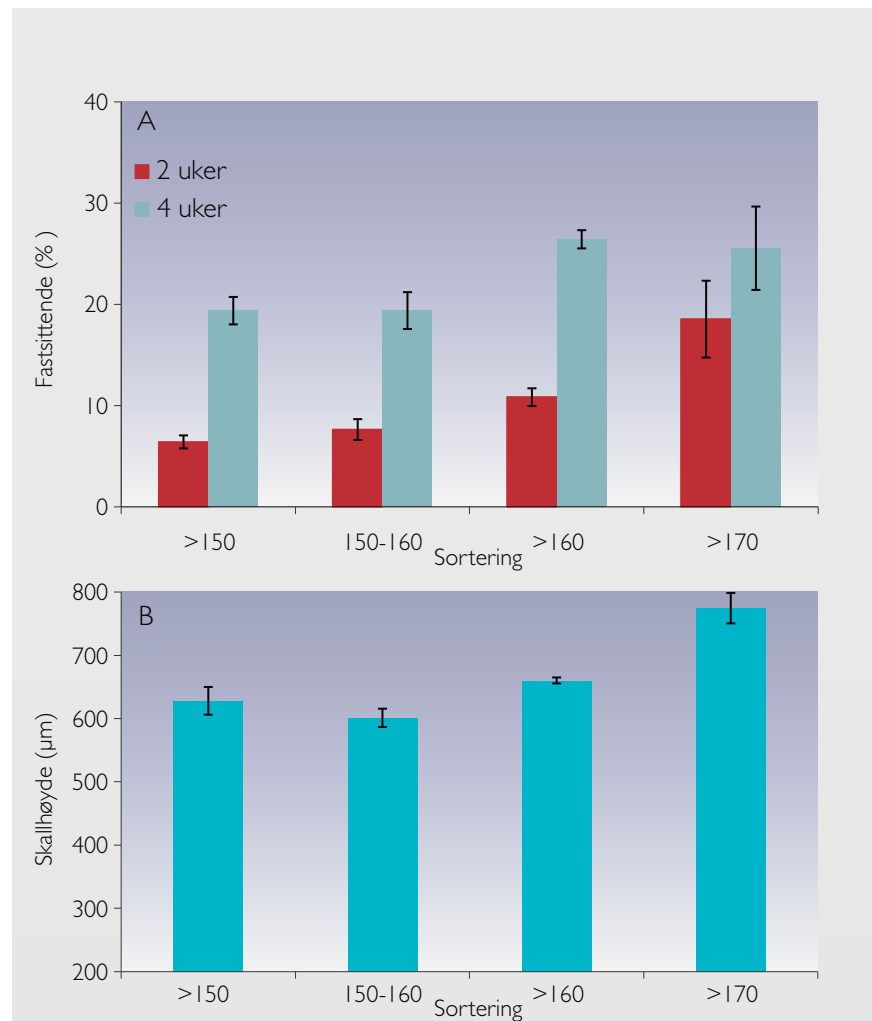 40
A
2 uker
4 uker
30
20
10
0
Fastsittende (% )
>150 150-160 >160 >170
Sortering
800
B
700
600
500
400
300
200
Skallhøyde (µm)
>150 150-160 >160 >170
Sortering